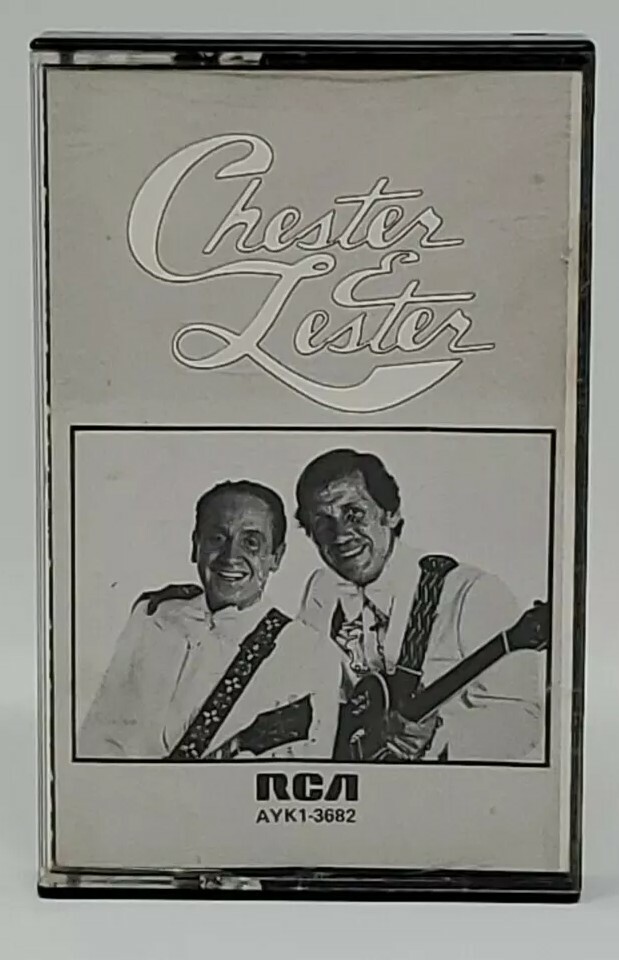 Chester
&
Lester
RCA
AYK1-3682